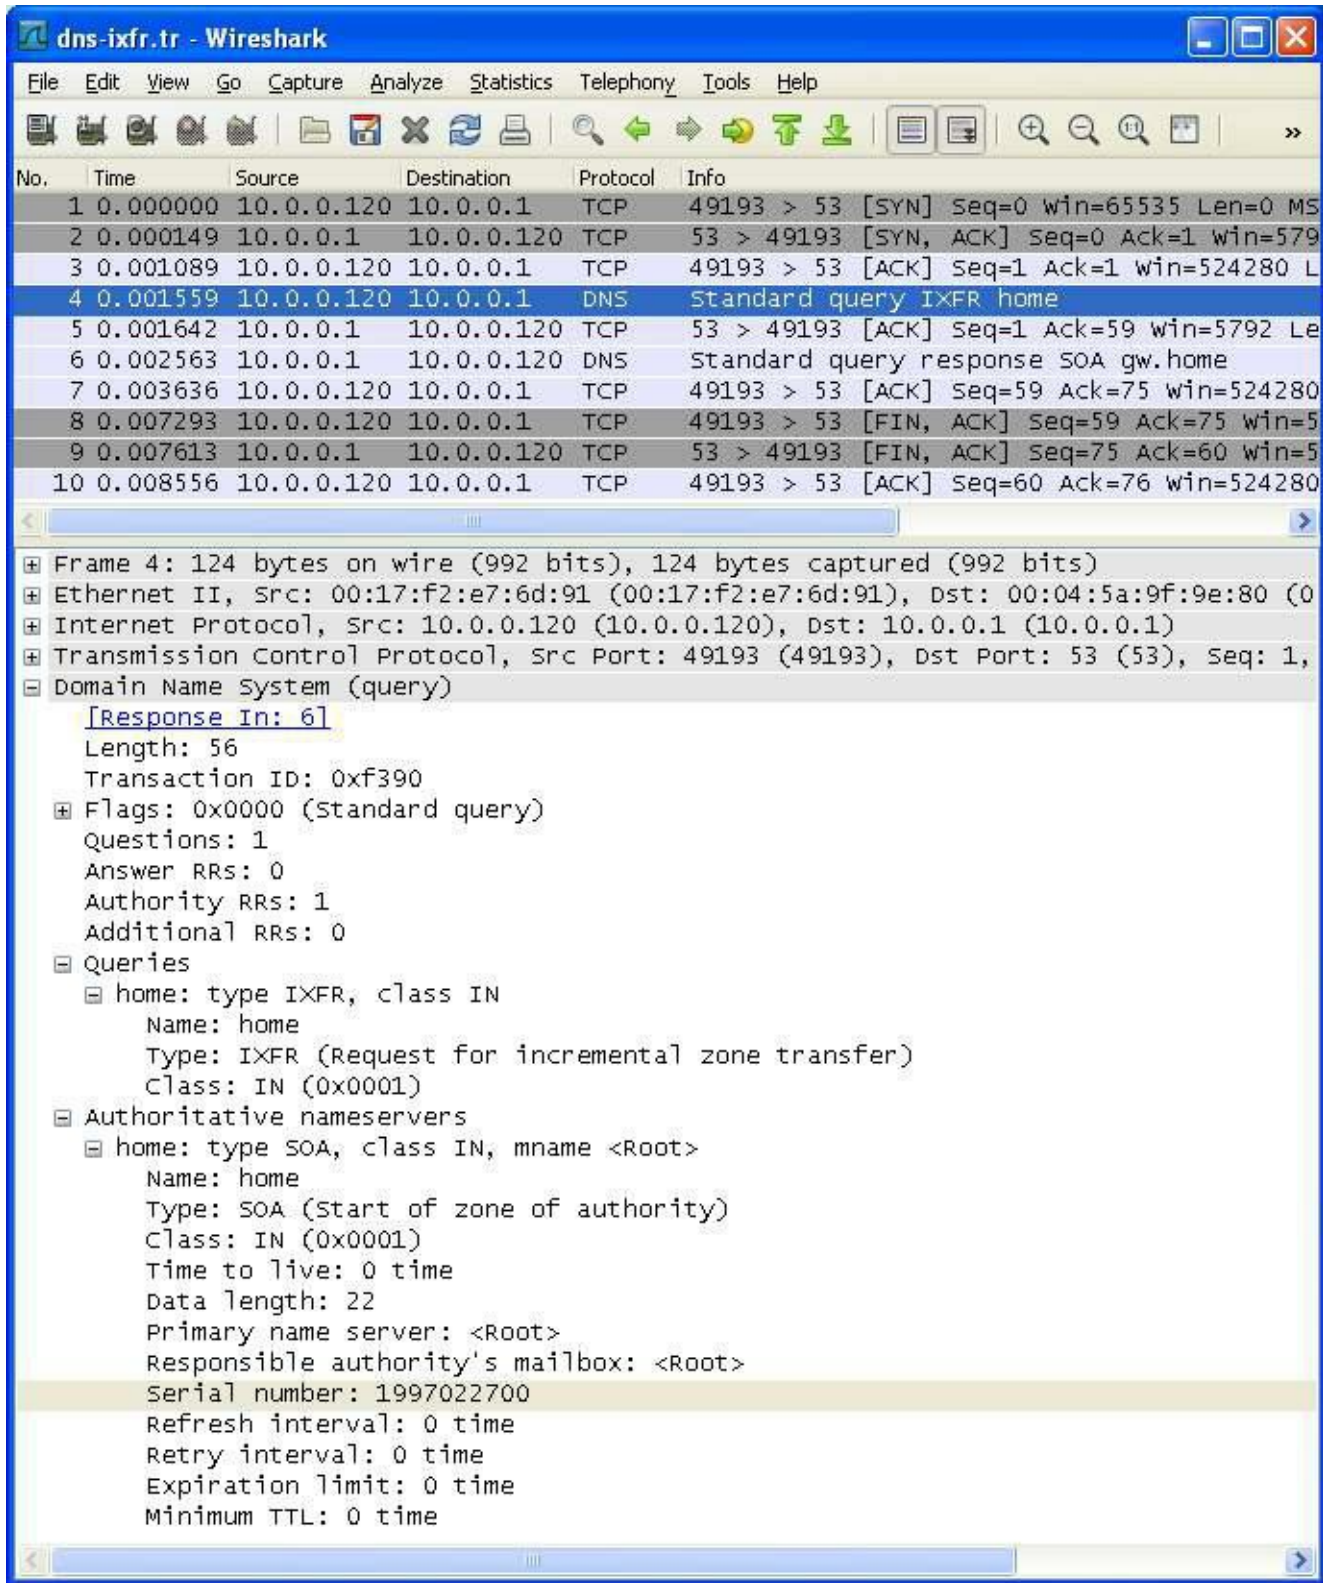 dns-ixfr.tr - Wireshark
File Edit View Go Capture Analyze Statistics Telephony Tools Help
No. Time Source Destination Protocol Info
1 0.000000 10.0.0.120 10.0.0.1 TCP 49193 > 53 [SYN] Seq=0 Win=65535 Len=0 MS
2 0.000149 10.0.0.1 10.0.0.120 TCP 53 > 49193 [SYN, ACK] Seq=0 Ack=1 Win=579
3 0.001089 10.0.0.120 10.0.0.1 TCP 49193 > 53 [ACK] Seq=1 Ack=1 Win=524280 L
4 0.001559 10.0.0.120 10.0.0.1 DNS Standard query IXFR home
5 0.001642 10.0.0.1 10.0.0.120 TCP 53 > 49193 [ACK] Seq=1 Ack=59 Win=5792 Le
6 0.002563 10.0.0.1 10.0.0.120 DNS Standard query response SOA gw.home
7 0.003636 10.0.0.120 10.0.0.1 TCP 49193 > 53 [ACK] Seq=59 Ack=75 Win=524280
8 0.007293 10.0.0.120 10.0.0.1 TCP 49193 > 53 [FIN, ACK] Seq=59 Ack=75 Win=5
9 0.007613 10.0.0.1 10.0.0.120 TCP 53 > 49193 [FIN, ACK] Seq=75 Ack=60 Win=5
10 0.008556 10.0.0.120 10.0.0.1 TCP 49193 > 53 [ACK] Seq=60 Ack=76 Win=524280
Frame 4: 124 bytes on wire (992 bits), 124 bytes captured (992 bits)
Ethernet II, Src: 00:17:f2:e7:6d:91 (00:17:f2:e7:6d:91), Dst: 00:04:5a:9f:9e:80 (0
Internet Protocol, Src: 10.0.0.120 (10.0.0.120), Dst: 10.0.0.1 (10.0.0.1)
Transmission Control Protocol, Src Port: 49193 (49193), Dst Port: 53 (53), Seq: 1,
Domain Name System (query)
[Response In: 6]
Length: 56
Transaction ID: 0xf390
Flags: 0x0000 (Standard query)
Questions: 1
Answer RRs: 0
Authority RRs: 1
Additional RRs: 0
Queries
home: type IXFR, class IN
Name: home
Type: IXFR (Request for incremental zone transfer)
Class: IN (0x0001)
Authoritative nameservers
home: type SOA, class IN, mname <Root>
Name: home
Type: SOA (Start of zone of authority)
Class: IN (0x0001)
Time to live: 0 time
Data length: 22
Primary name server: <Root>
Responsible authority's mailbox: <Root>
Serial number: 1997022700
Refresh interval: 0 time
Retry interval: 0 time
Expiration limit: 0 time
Minimum TTL: 0 time